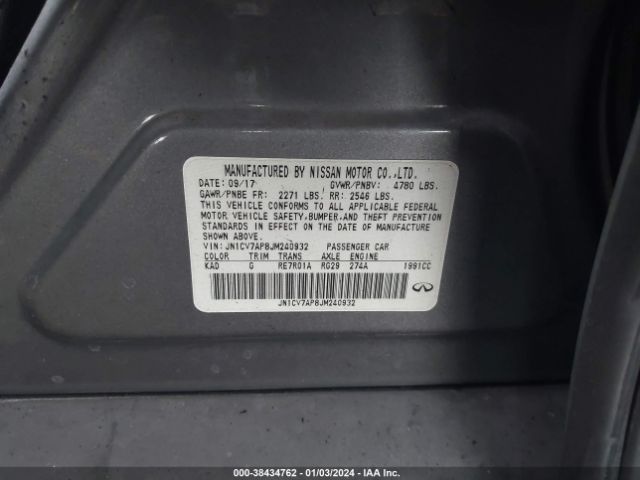 MANUFACTURED BY NISSAN MOTOR CO.,LTD.
DATE: 09/17 GVWR/PNBV: 4780 LBS.
GAWR/PNBE FR: 2271 LBS. RR: 2546 LBS.
THIS VEHICLE CONFORMS TO ALL APPLICABLE FEDERAL
MOTOR VEHICLE SAFETY, BUMPER, AND THEFT PREVENTION
STANDARDS IN EFFECT ON THE DATE OF MANUFACTURE
SHOWN ABOVE.
VIN: JN1CV7AP8JM240932 PASSENGER CAR
COLOR TRIM TRANS AXLE ENGINE
KAD G RE7R01A RG29 274A 1991CC
JN1CV7AP8JM240932
000-38434762 - 01/03/2024 - IAA Inc.